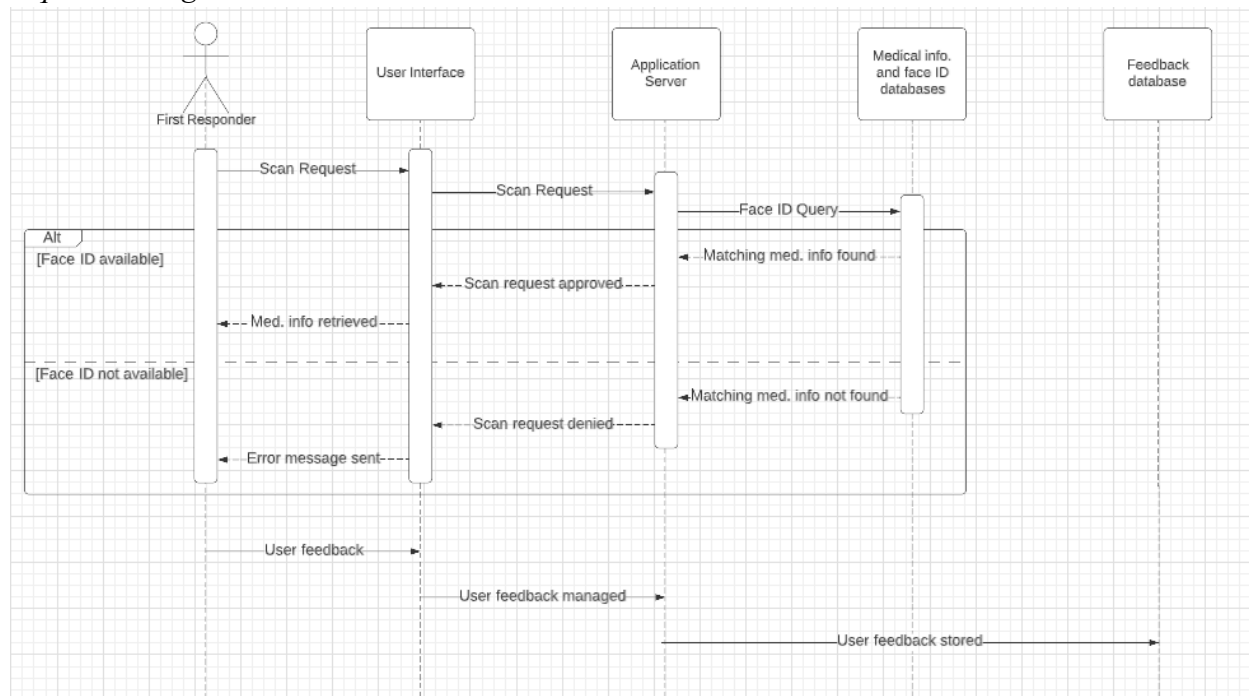 User Interface
Application
Server
Medical info.
and face ID
databases
Feedback
database
First Responder
Scan Request
Scan Request
Face ID Query
Alt
[Face ID available]
Matching med. info found
Scan request approved
Med. info retrieved
[Face ID not available]
Matching med. info not found
Scan request denied
Error message sent
User feedback
User feedback managed
User feedback stored